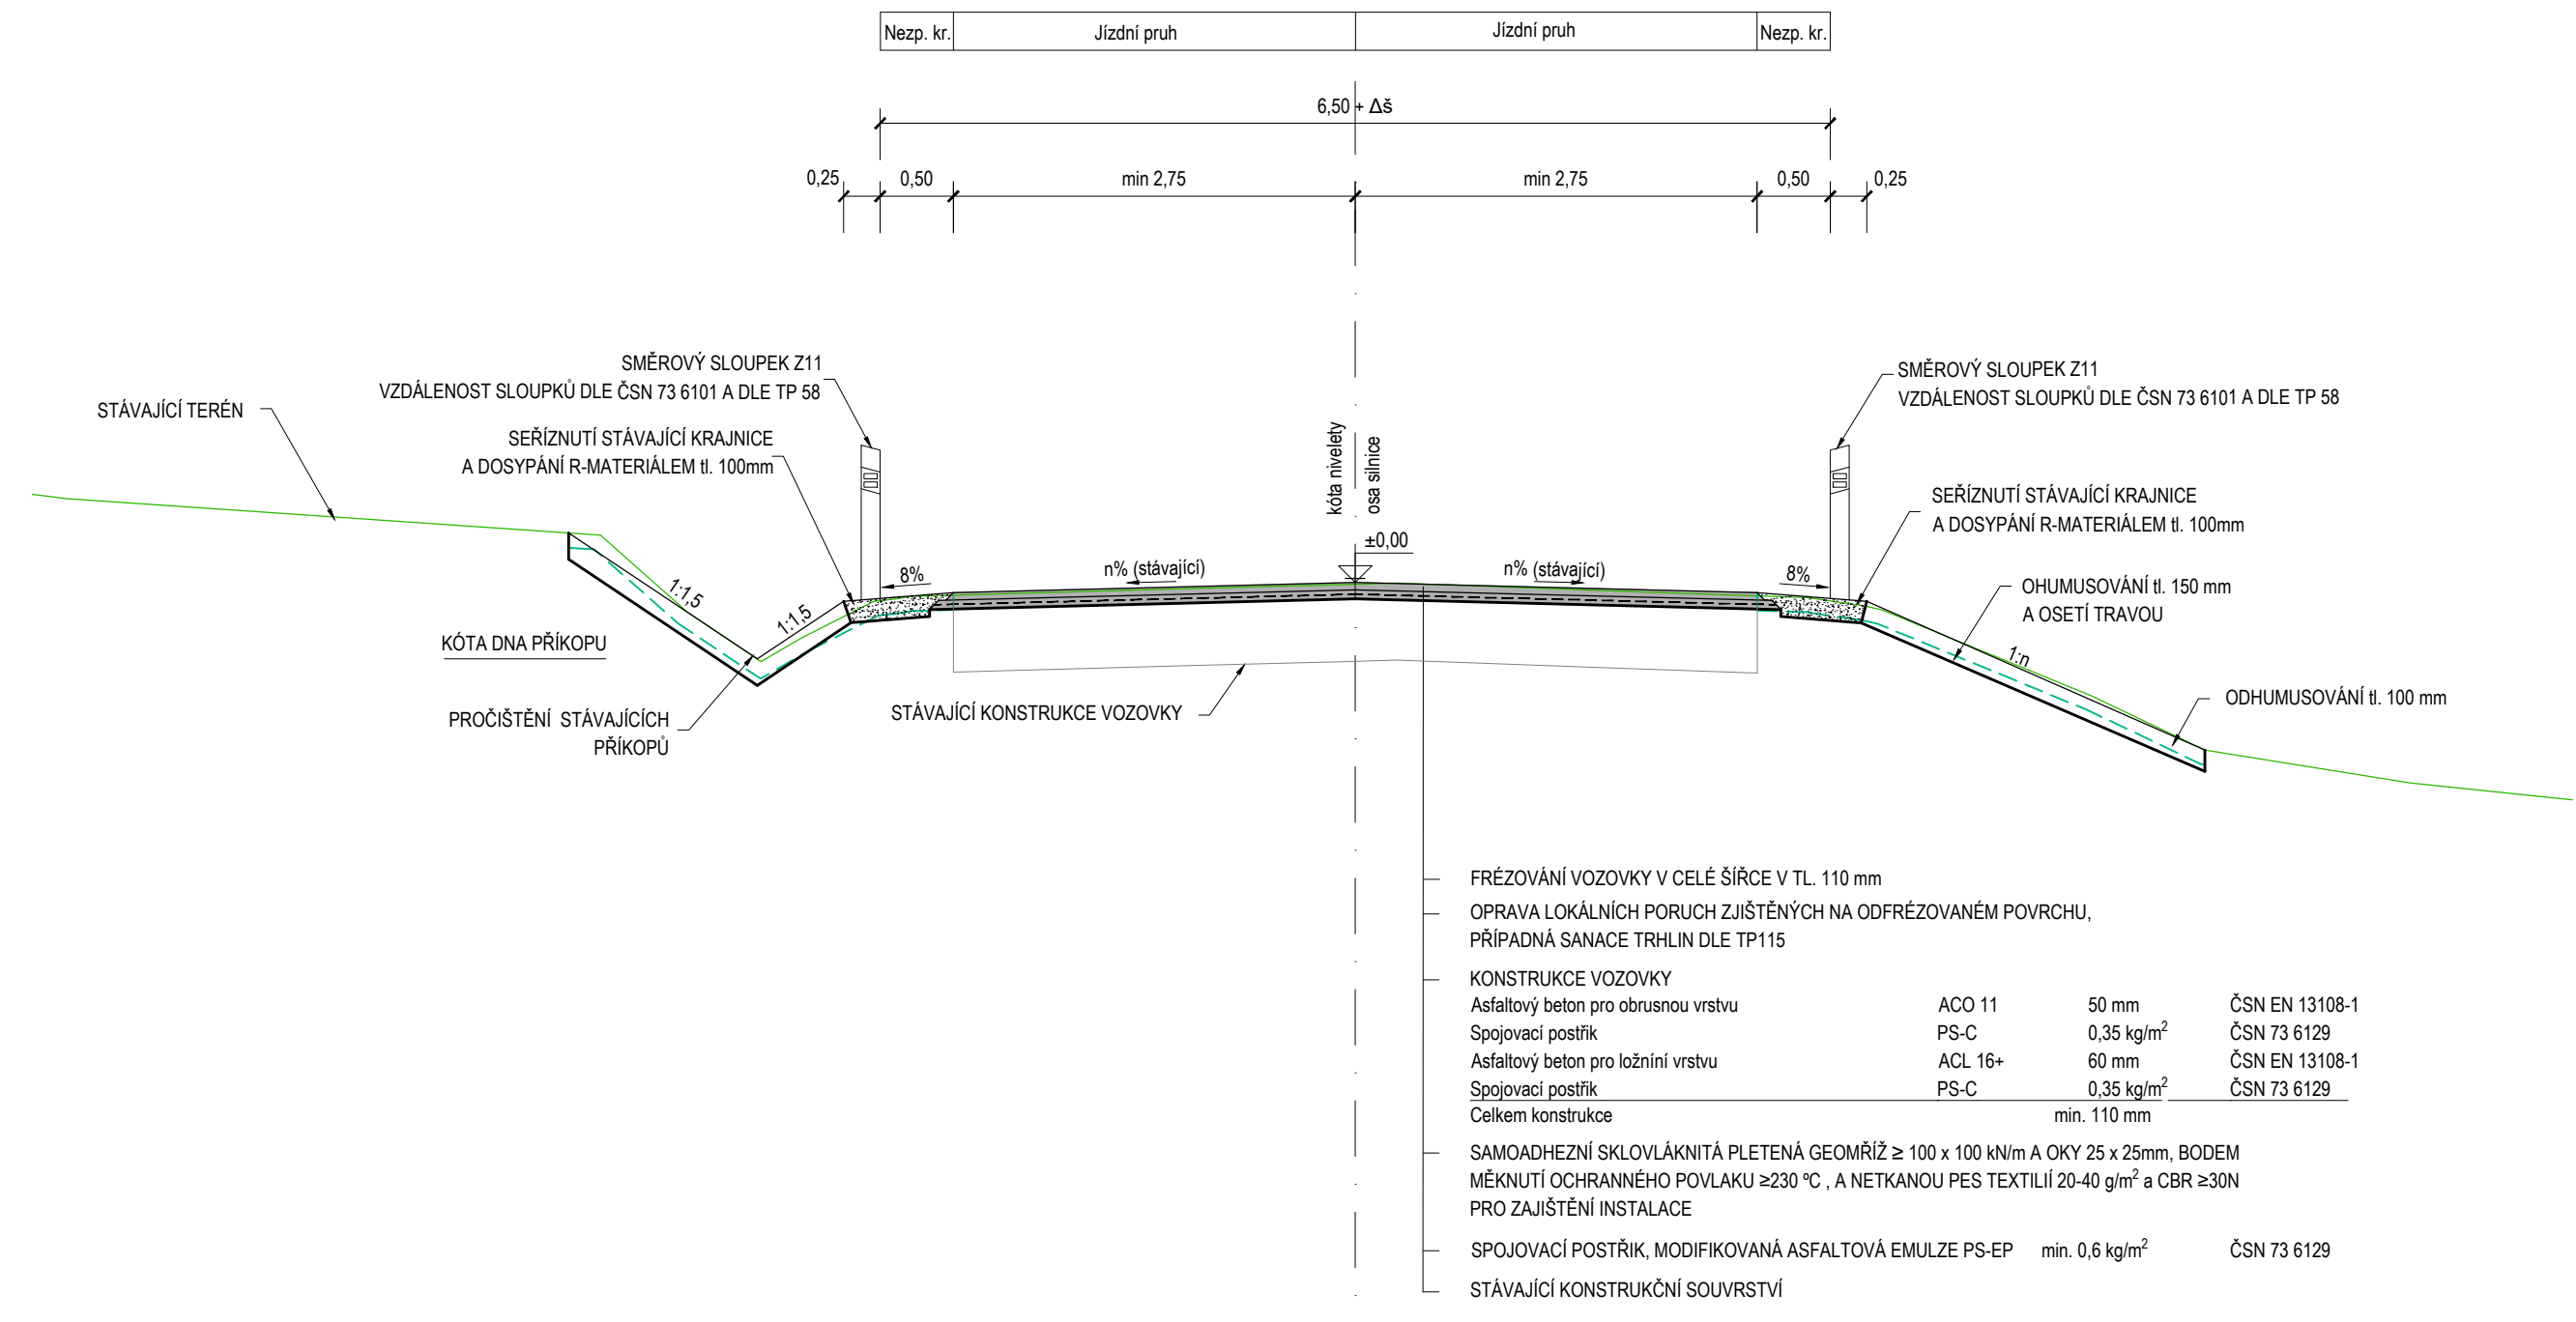 Nezp. kr. Jízdní pruh Jízdní pruh Nezp. kr.
6,50 + Δš
0,25 0,50 min 2,75 min 2,75 0,50 0,25
SMĚROVÝ SLOUPEK Z11
VZDÁLENOST SLOUPKŮ DLE ČSN 73 6101 A DLE TP 58
STÁVAJÍCÍ TERÉN
SEŘÍZNUTÍ STÁVAJÍCÍ KRAJNICE
A DOSYPÁNÍ R-MATERIÁLEM tl. 100mm
SMĚROVÝ SLOUPEK Z11
VZDÁLENOST SLOUPKŮ DLE ČSN 73 6101 A DLE TP 58
kóta nivelety
osa silnice
SEŘÍZNUTÍ STÁVAJÍCÍ KRAJNICE
A DOSYPÁNÍ R-MATERIÁLEM tl. 100mm
±0,00
8% n% (stávající) n% (stávající) 8%
1:1,5
1:1,5
OHUMUSOVÁNÍ tl. 150 mm
A OSETÍ TRAVOU
KÓTA DNA PŘÍKOPU
1:n
ODHUMUSOVÁNÍ tl. 100 mm
PROČIŠTĚNÍ STÁVAJÍCÍCH
PŘÍKOPŮ
STÁVAJÍCÍ KONSTRUKCE VOZOVKY
FRÉZOVÁNÍ VOZOVKY V CELÉ ŠÍŘCE V TL. 110 mm
OPRAVA LOKÁLNÍCH PORUCH ZJIŠTĚNÝCH NA ODFRÉZOVANÉM POVRCHU,
PŘÍPADNÁ SANACE TRHLIN DLE TP115
KONSTRUKCE VOZOVKY
Asfaltový beton pro obrusnou vrstvu ACO 11 50 mm ČSN EN 13108-1
Spojovací postřik PS-C 0,35 kg/m² ČSN 73 6129
Asfaltový beton pro ložníní vrstvu ACL 16+ 60 mm ČSN EN 13108-1
Spojovací postřik PS-C 0,35 kg/m² ČSN 73 6129
Celkem konstrukce min. 110 mm
SAMOADHEZNÍ SKLOVLÁKNITÁ PLETENÁ GEOMŘÍŽ ≥ 100 x 100 kN/m A OKY 25 x 25mm, BODEM
MĚKNUTÍ OCHRANNÉHO POVLAKU ≥230 ºC , A NETKANOU PES TEXTILIÍ 20-40 g/m² a CBR ≥30N
PRO ZAJIŠTĚNÍ INSTALACE
SPOJOVACÍ POSTŘIK, MODIFIKOVANÁ ASFALTOVÁ EMULZE PS-EP min. 0,6 kg/m² ČSN 73 6129
STÁVAJÍCÍ KONSTRUKČNÍ SOUVRSTVÍ